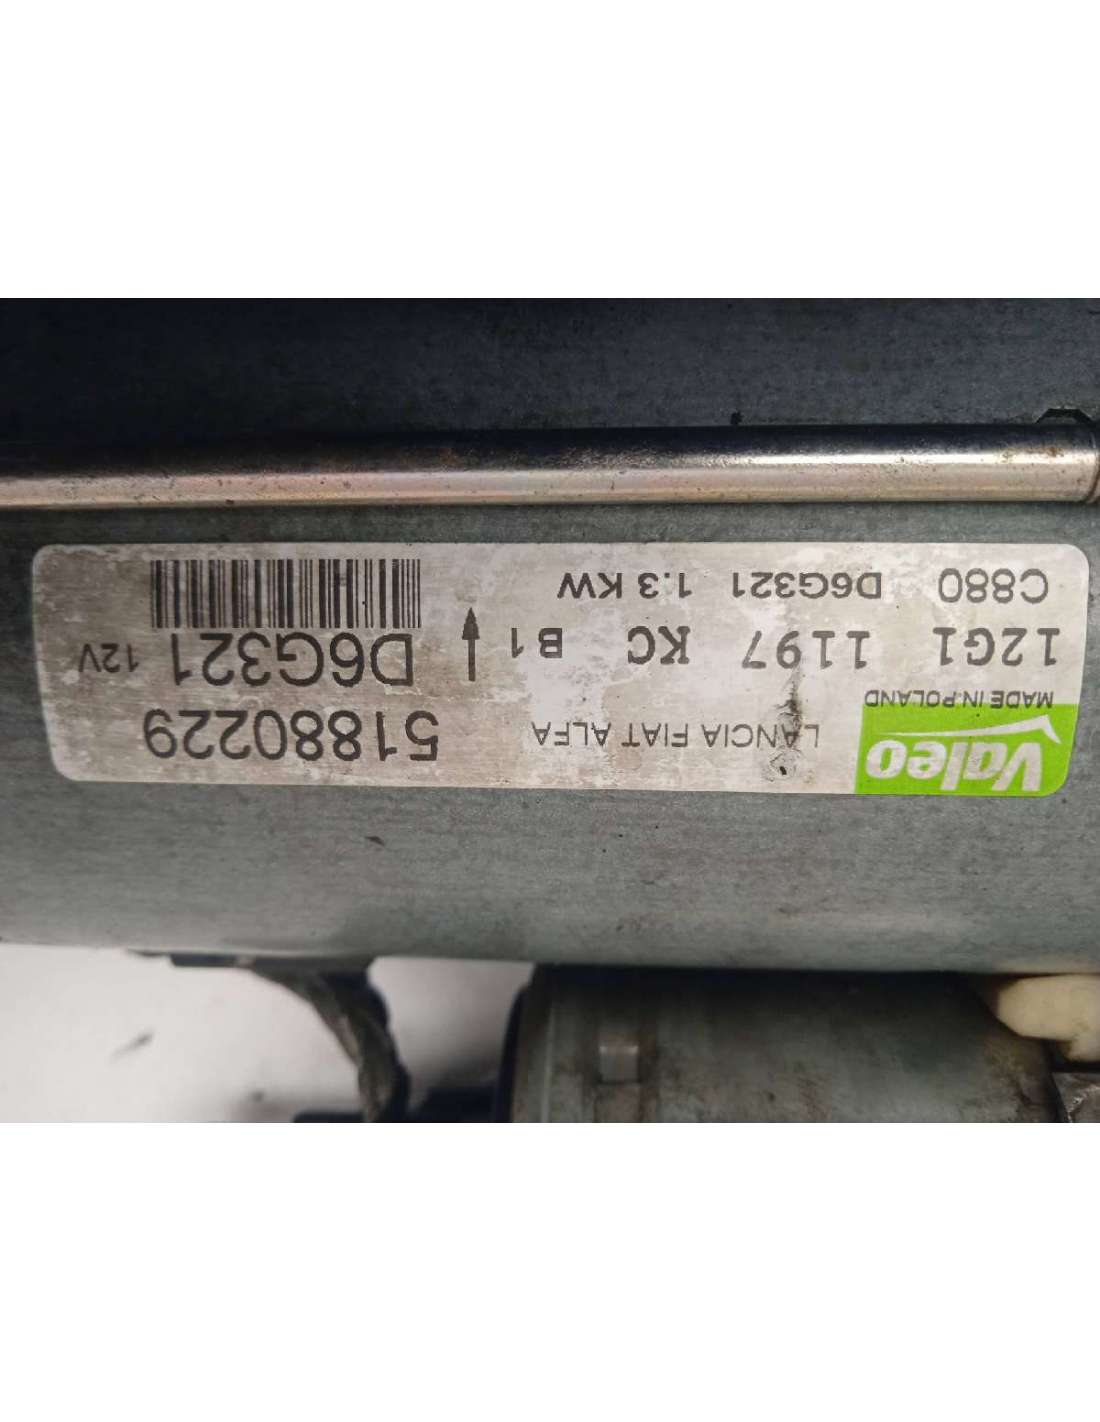 Valeo
MADE IN POLAND
LANCIA FIAT ALFA
51880229
12G1 1197 KC B1
D6G321 12V
C880 D6G321 1.3 KW